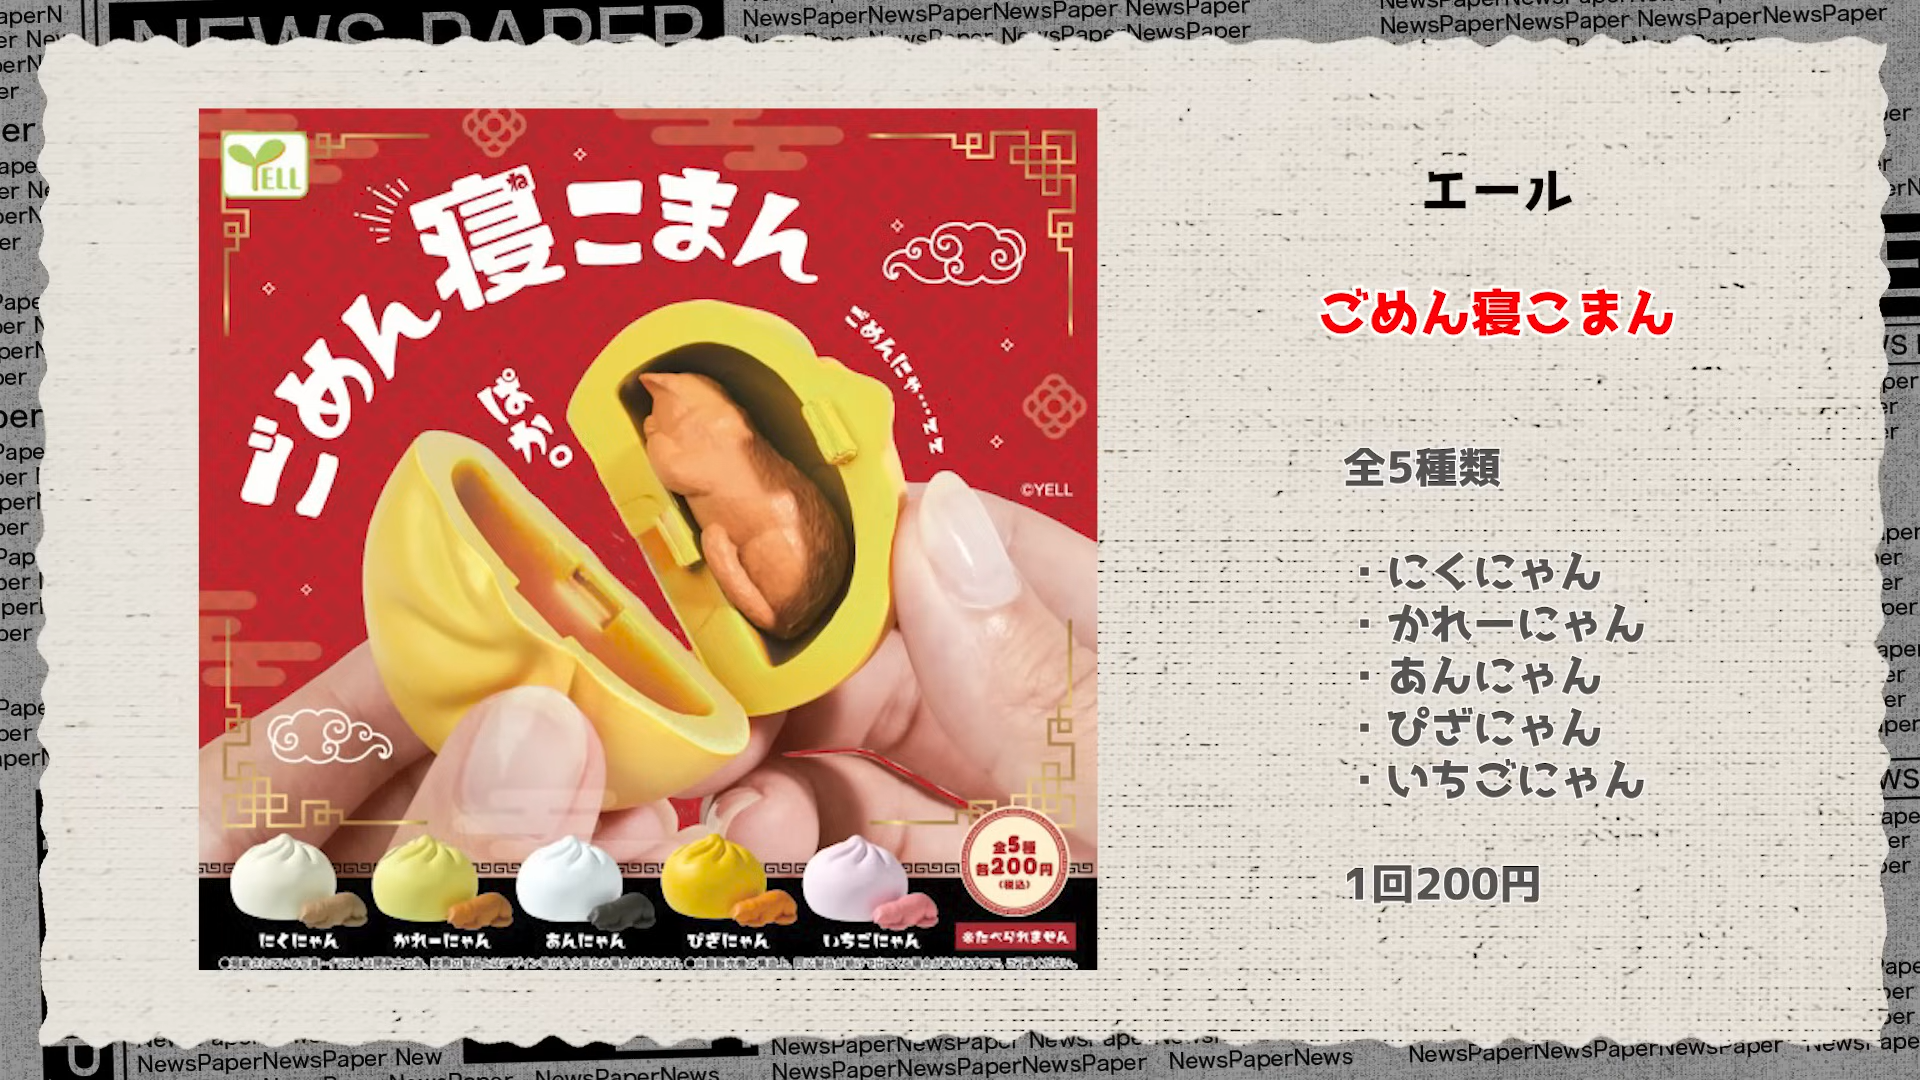 NEWS PAPER
NewsPaperNewsPaperNewsPaper NewsPaper
NewsPaperNewsPaper NewsPaperNewsPaper
YELL
ごめん寝こまん
ね
ぱか。
ごめんにゃ…zz
©YELL
全5種
各200円
(税込)
にくにゃん
かれーにゃん
あんにゃん
ぴざにゃん
いちごにゃん
※たべられません
エール
ごめん寝こまん
全5種類
・にくにゃん
・かれーにゃん
・あんにゃん
・ぴざにゃん
・いちごにゃん
1回200円
NewsPaperNewsPaper New
NewsPaperNews
NewsPaperNewsPaper NewsPaper
NewsPaperNewsPaperNewsPaper
NewsPaperNews
NewsPaperNewsPaperNewsPaper